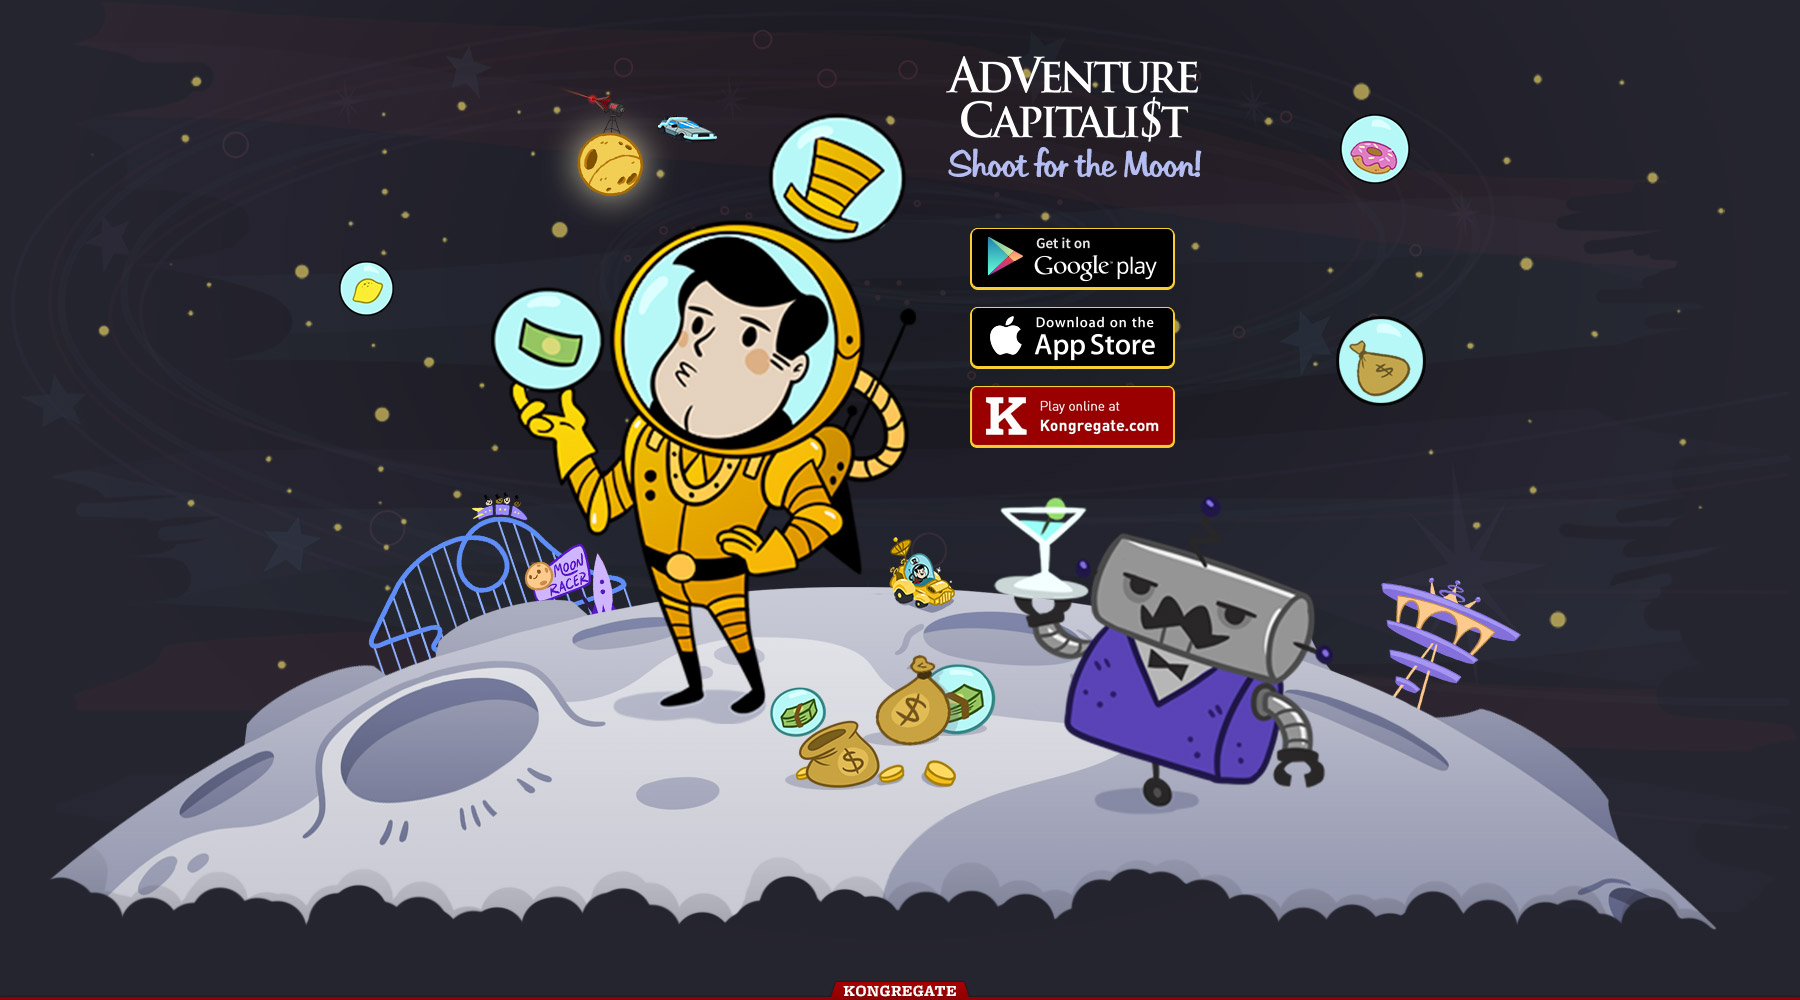 ADVENTURE
CAPITALI$T
Shoot for the Moon!
Get it on
Google play
Download on the
App Store
K
Play online at
Kongregate.com
MOON
RACER
$
$
$
KONGREGATE